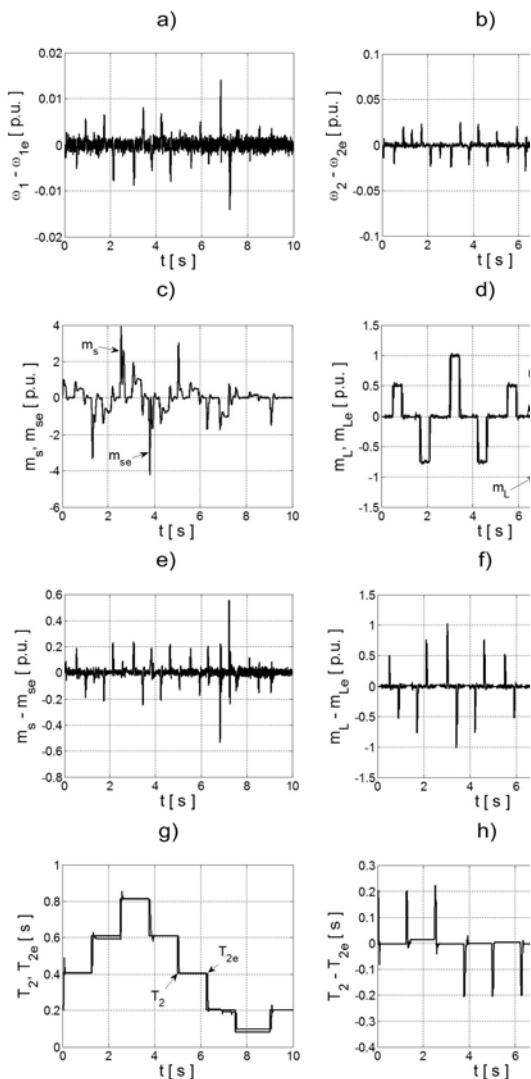 a)
ω1 - ω1e [ p.u. ]
0.02
0.01
0
-0.01
-0.02
0 2 4 6 8 10
t [ s ]
b)
ω2 - ω2e [ p.u. ]
0.1
0.05
0
-0.05
-0.1
0 2 4 6
t [ s ]
c)
ms, mse [ p.u. ]
4
2
0
-2
-4
-6
ms
mse
0 2 4 6 8 10
t [ s ]
d)
mL, mLe [ p.u. ]
1.5
1
0.5
0
-0.5
-1
-1.5
mL
0 2 4 6
t [ s ]
e)
ms - mse [ p.u. ]
0.6
0.4
0.2
0
-0.2
-0.4
-0.6
-0.8
0 2 4 6 8 10
t [ s ]
f)
mL - mLe [ p.u. ]
1.5
1
0.5
0
-0.5
-1
-1.5
0 2 4 6
t [ s ]
g)
T2, T2e [ s ]
1
0.8
0.6
0.4
0.2
0
T2
T2e
0 2 4 6 8 10
t [ s ]
h)
T2 - T2e [ s ]
0.3
0.2
0.1
0
-0.1
-0.2
-0.3
-0.4
0 2 4 6
t [ s ]